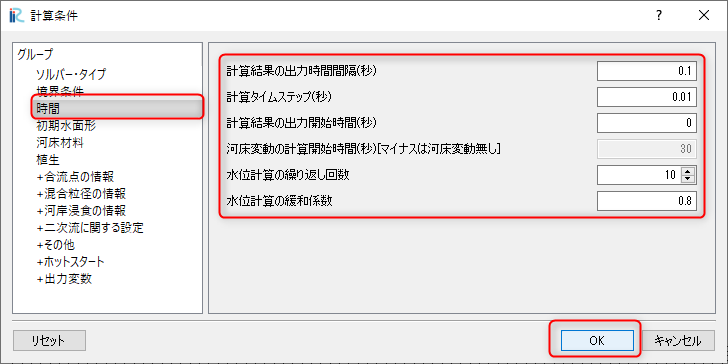 iRIC
計算条件
?
グループ
ソルバー・タイプ
境界条件
時間
初期水面形
河床材料
植生
+合流点の情報
+混合粒径の情報
+河岸浸食の情報
+二次流に関する設定
+その他
+ホットスタート
+出力変数
計算結果の出力時間間隔(秒)
0.1
計算タイムステップ(秒)
0.01
計算結果の出力開始時間(秒)
0
河床変動の計算開始時間(秒)[マイナスは河床変動無し]
30
水位計算の繰り返し回数
10
水位計算の緩和係数
0.8
リセット
OK
キャンセル